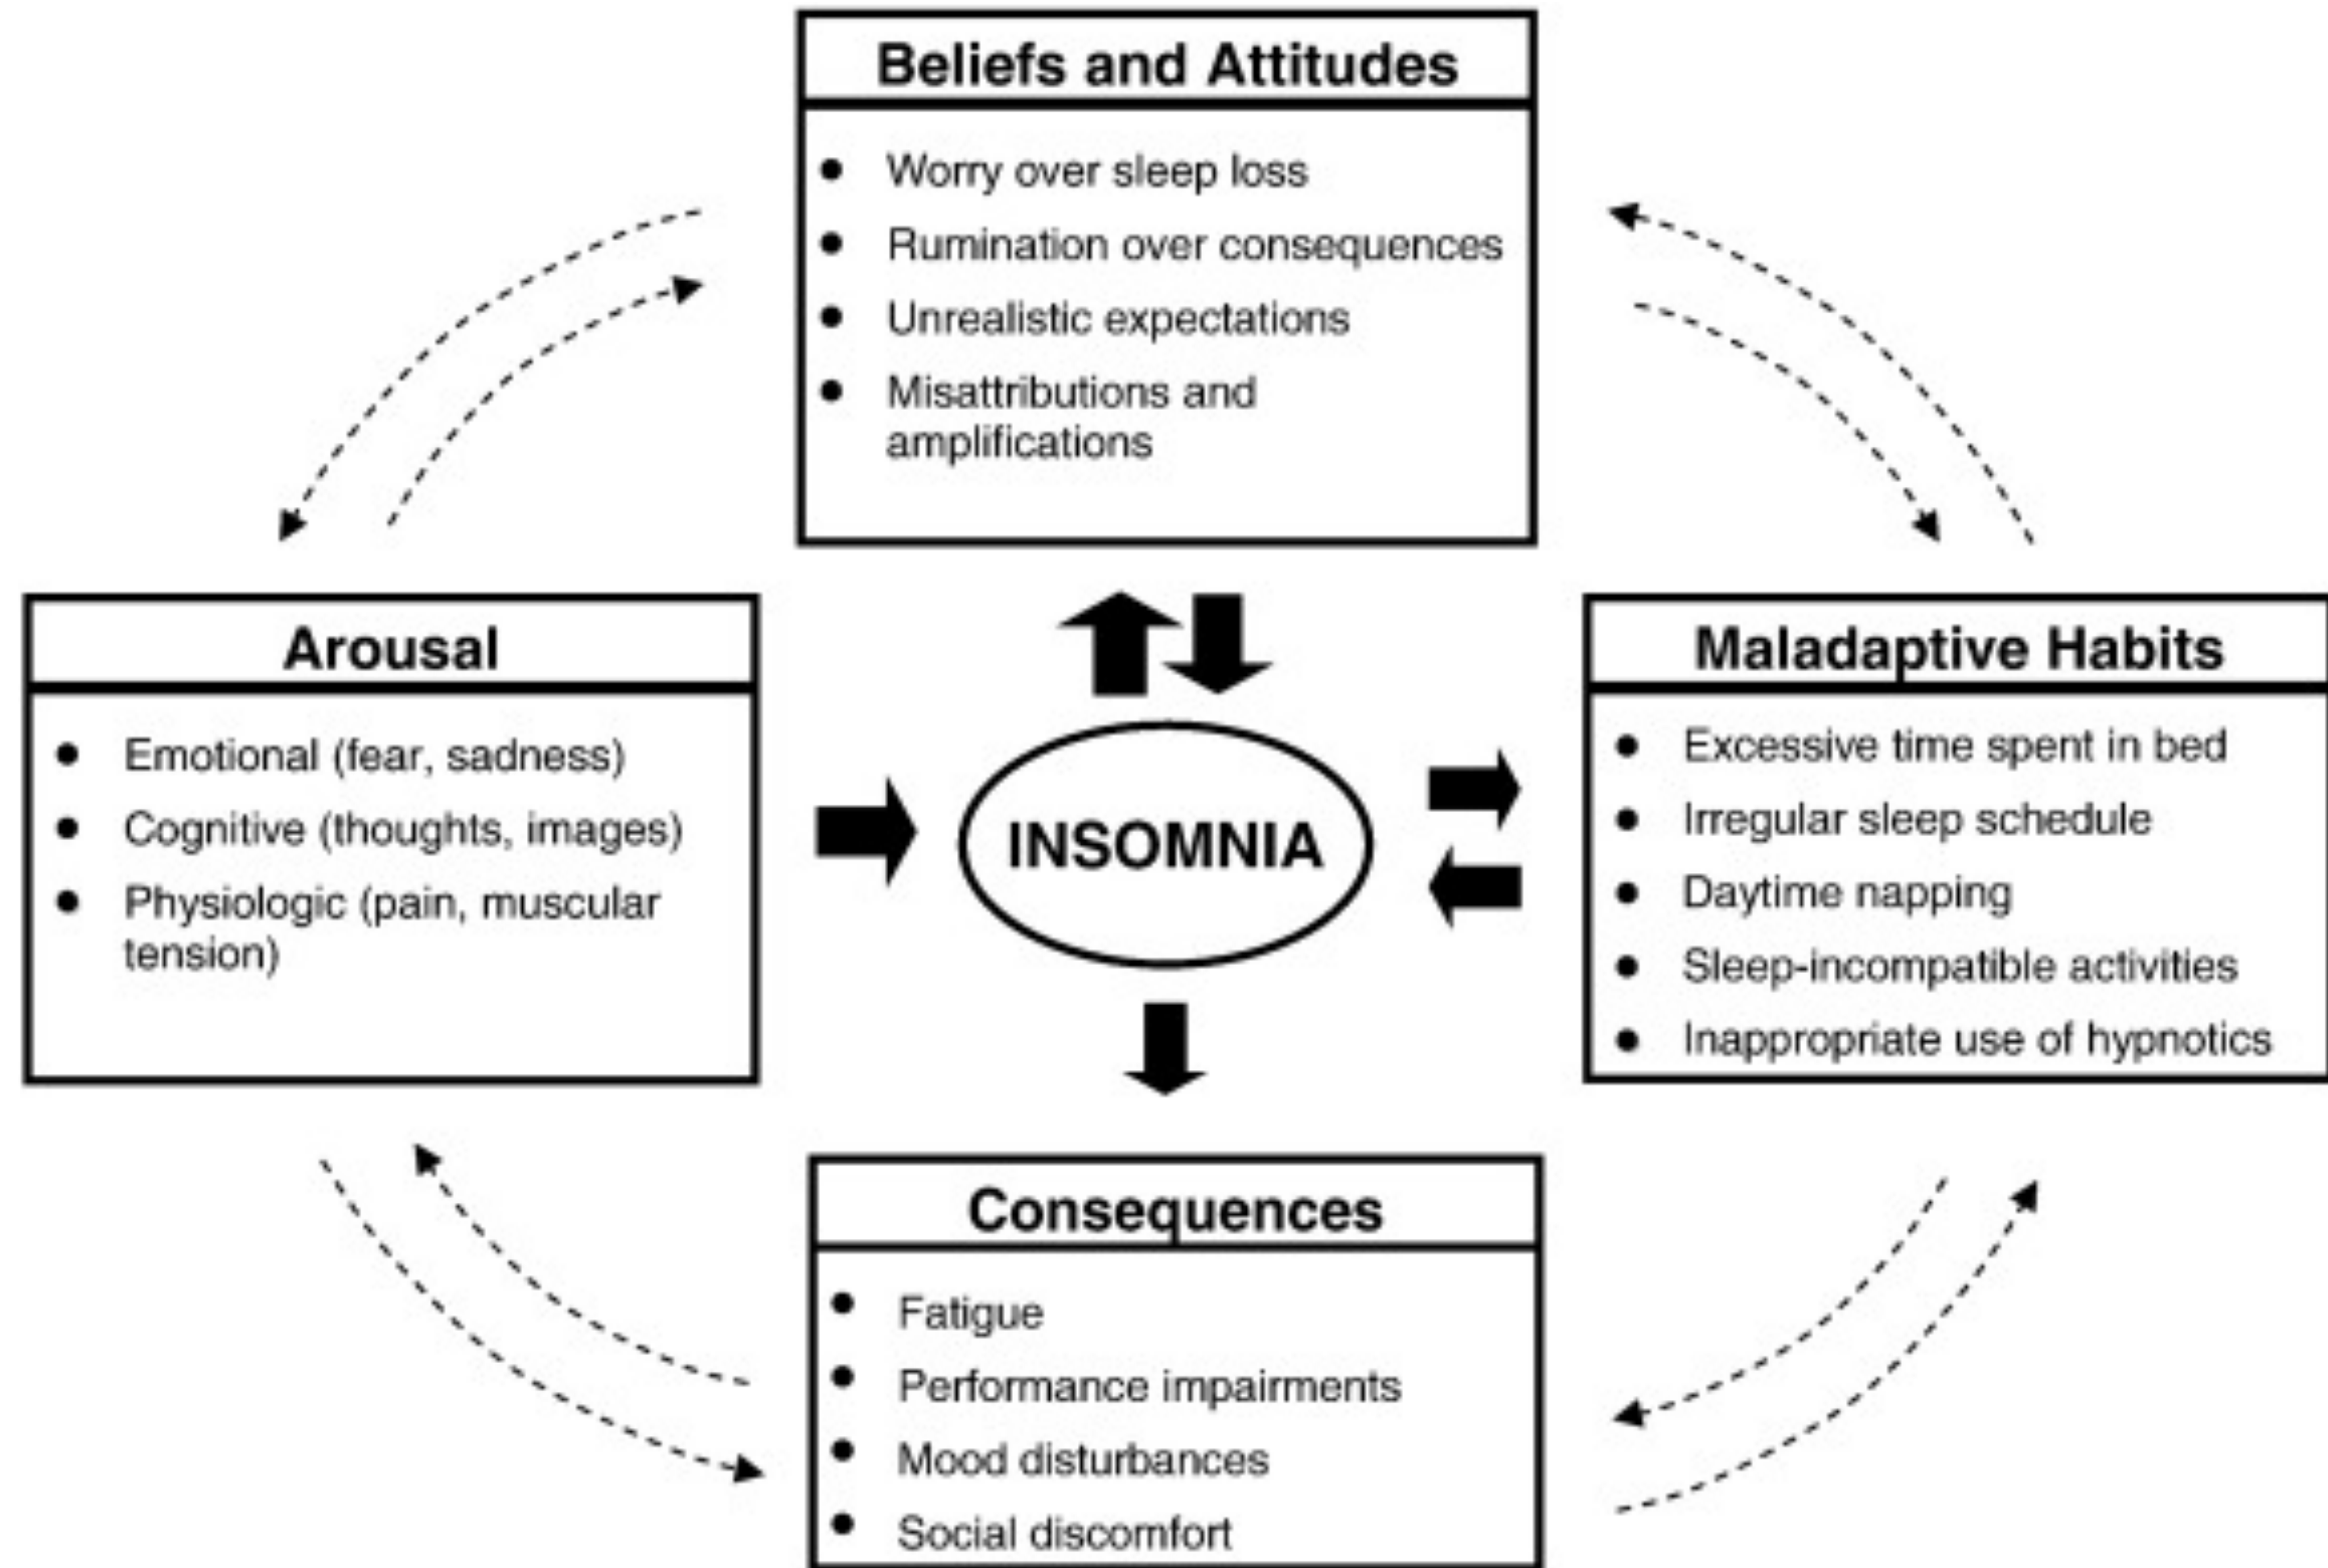 Beliefs and Attitudes
● Worry over sleep loss
● Rumination over consequences
● Unrealistic expectations
● Misattributions and
amplifications
Arousal
● Emotional (fear, sadness)
● Cognitive (thoughts, images)
● Physiologic (pain, muscular
tension)
INSOMNIA
Maladaptive Habits
● Excessive time spent in bed
● Irregular sleep schedule
● Daytime napping
● Sleep-incompatible activities
● Inappropriate use of hypnotics
Consequences
● Fatigue
● Performance impairments
● Mood disturbances
● Social discomfort